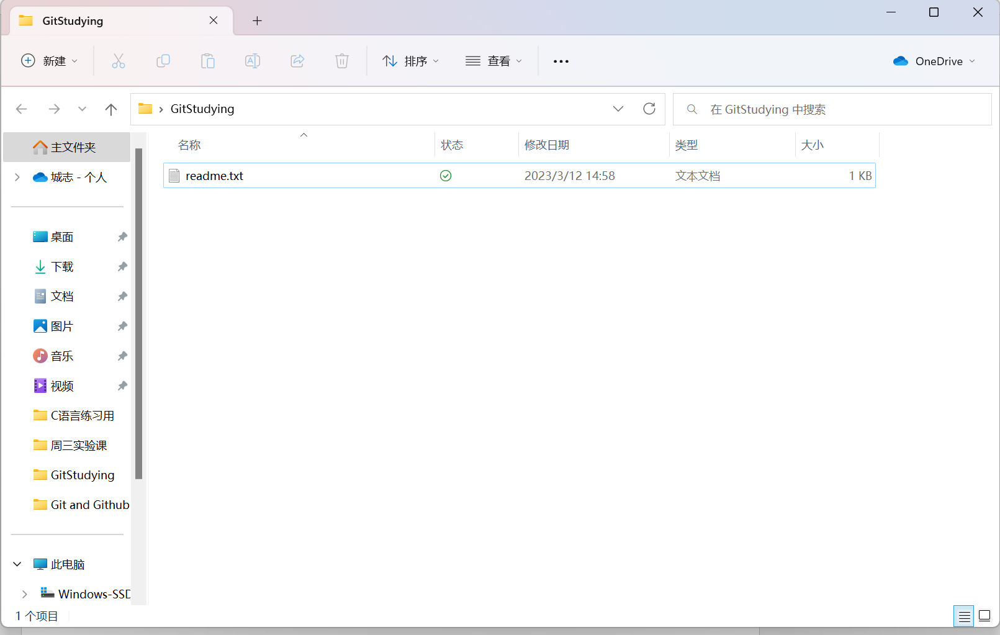 GitStudying
新建
排序
查看
OneDrive
GitStudying
在 GitStudying 中搜索
主文件夹
城志 - 个人
桌面
下载
文档
图片
音乐
视频
C语言练习用
周三实验课
GitStudying
Git and Github
此电脑
Windows-SSD
名称 状态 修改日期 类型 大小
readme.txt 2023/3/12 14:58 文本文档 1 KB
1 个项目